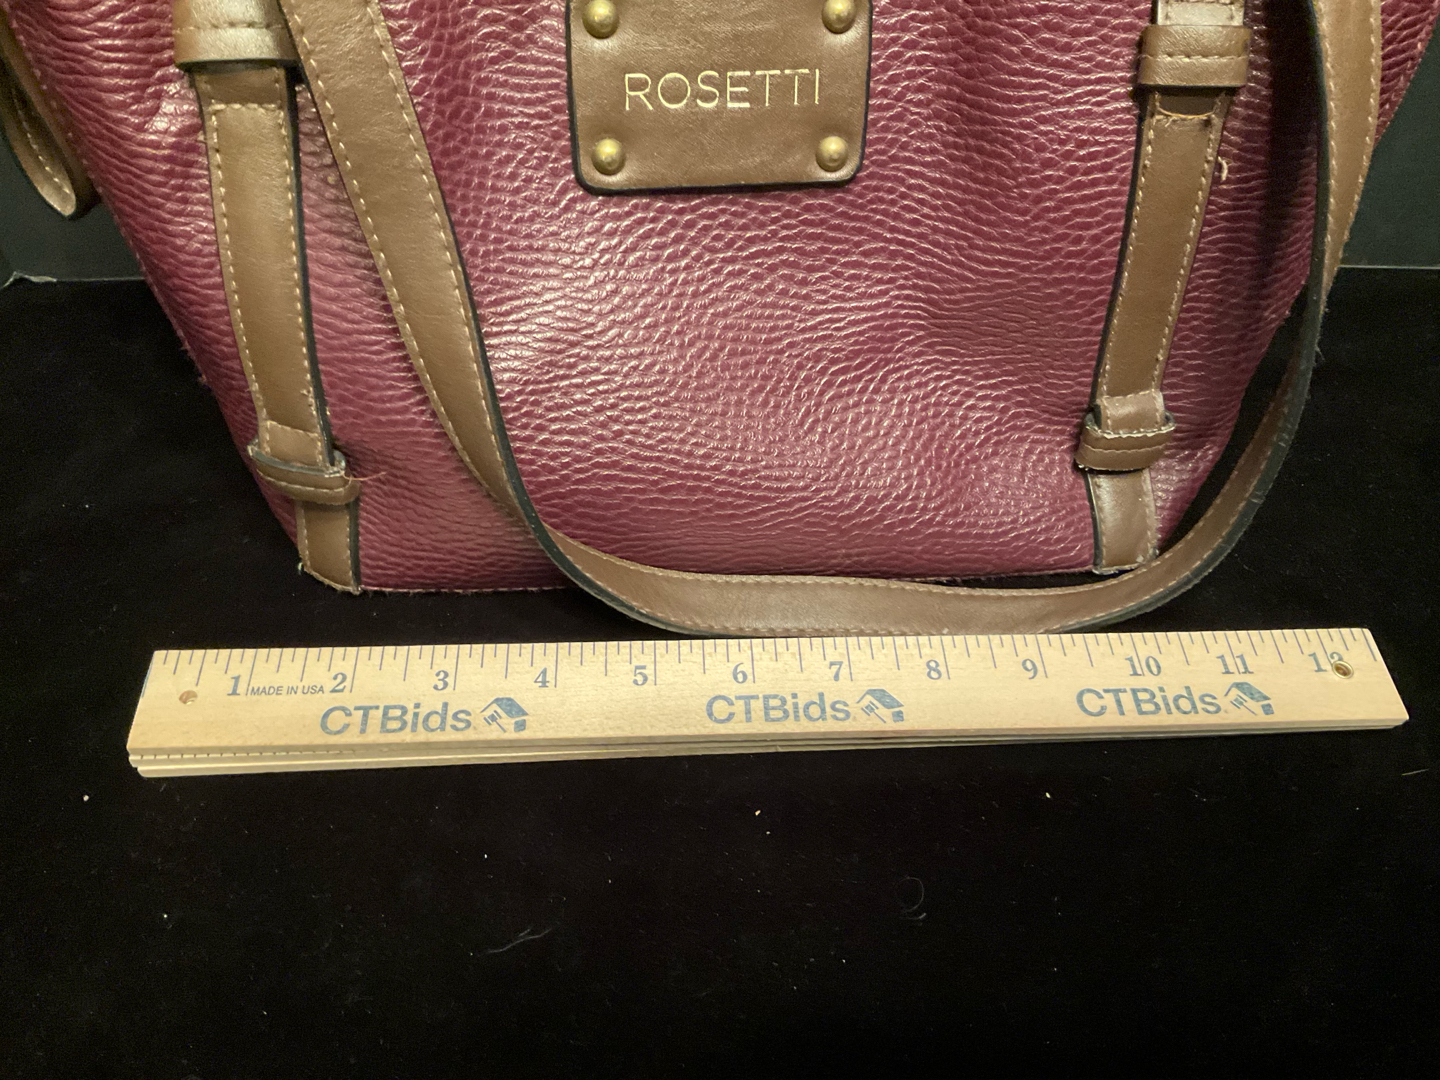 ROSETTI
1 2 3 4 5 6 7 8 9 10 11 12
MADE IN USA
CTBids CTBids CTBids